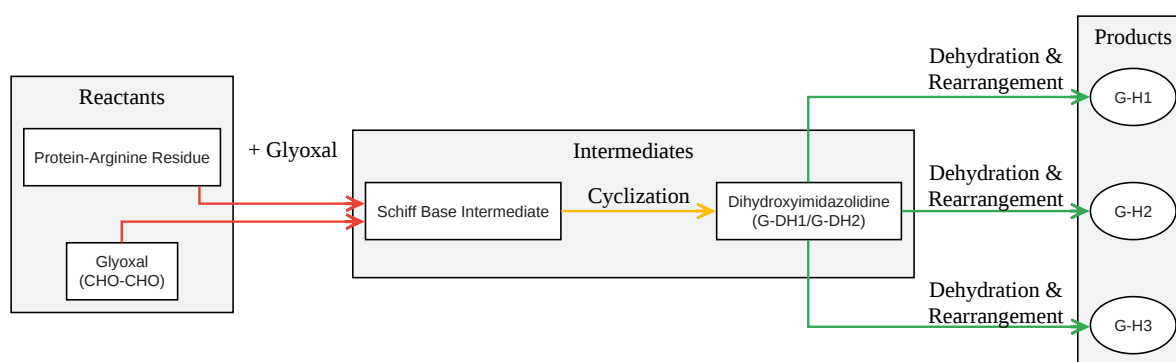 Reactants
Protein-Arginine Residue
Glyoxal
(CHO-CHO)
+ Glyoxal
Intermediates
Schiff Base Intermediate
Cyclization
Dihydroxyimidazolidine
(G-DH1/G-DH2)
Dehydration &
Rearrangement
Dehydration &
Rearrangement
Dehydration &
Rearrangement
Products
G-H1
G-H2
G-H3